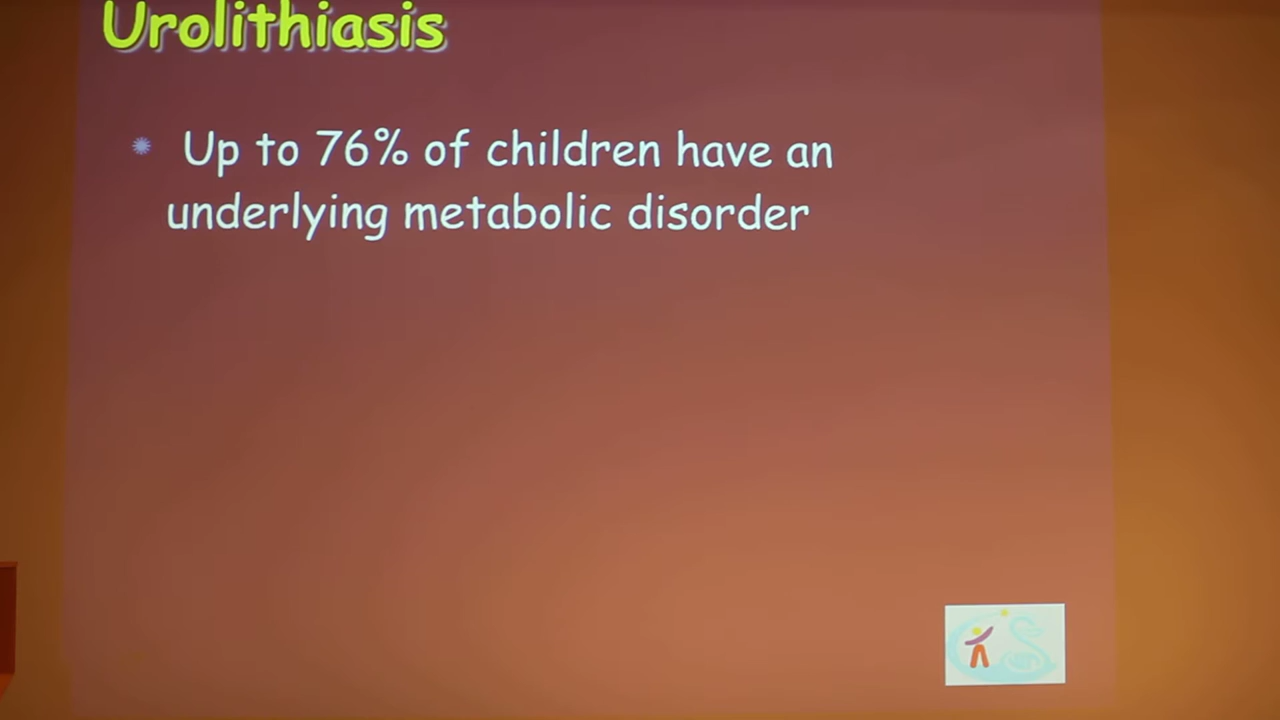 Urolithiasis
Up to 76% of children have an
underlying metabolic disorder